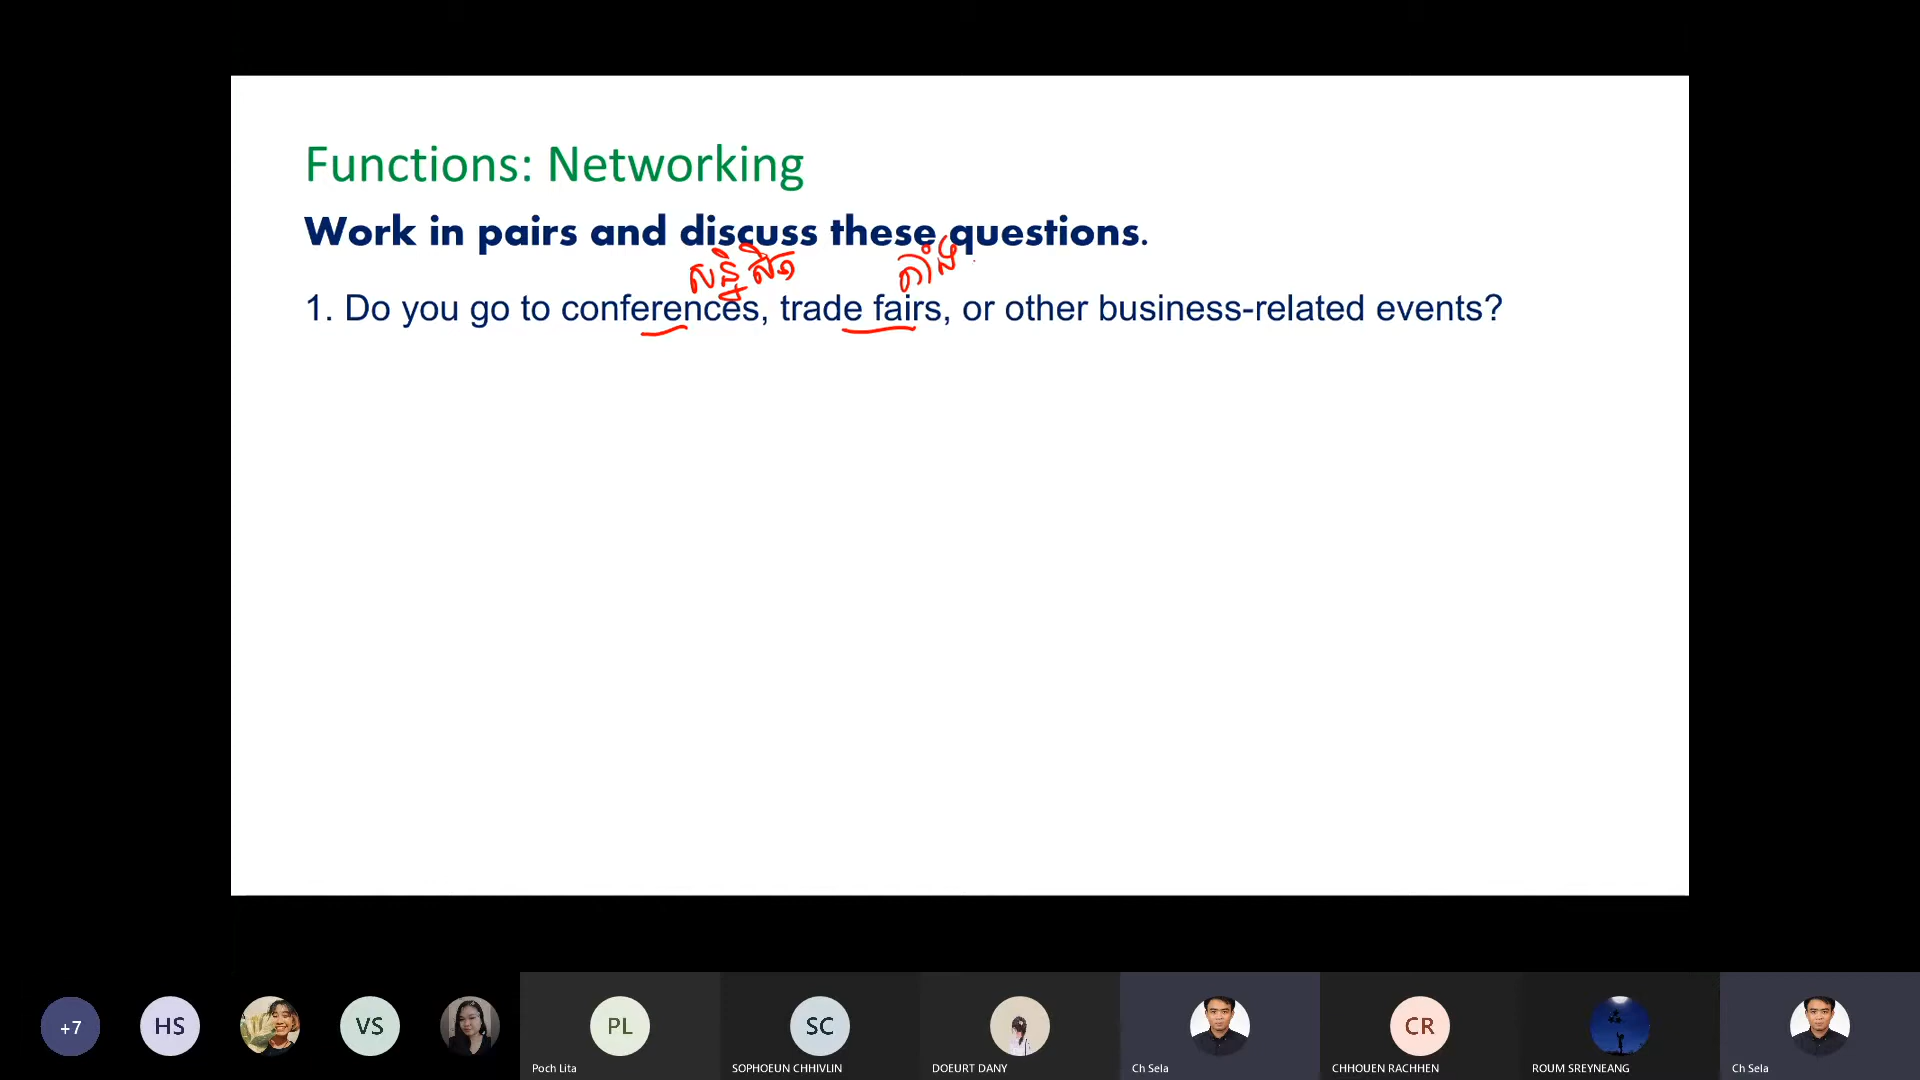 Functions: Networking
Work in pairs and discuss these questions.
សន្និសីទ តាំង
1. Do you go to conferences, trade fairs, or other business-related events?
+7 HS VS PL SC CR
Poch Lita SOPHOEUN CHHIVLIN DOEURT DANY Ch Sela CHHOUEN RACHHEN ROUM SREYNEANG Ch Sela